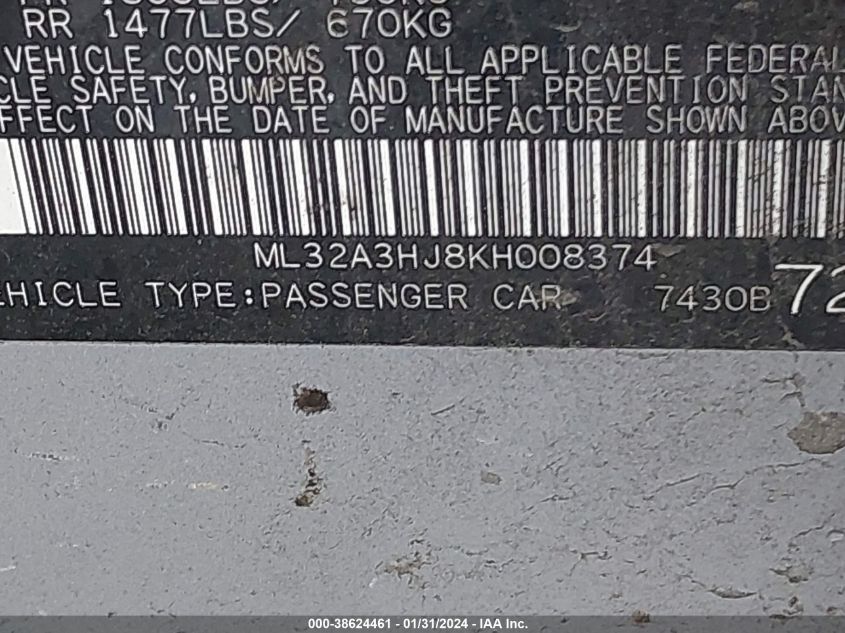 RR 1477LBS/ 670KG
VEHICLE CONFORMS TO ALL APPLICABLE FEDERAL
CLE SAFETY, BUMPER, AND THEFT PREVENTION STAN
FFECT ON THE DATE OF MANUFACTURE SHOWN ABOV
ML32A3HJ8KH008374
EHICLE TYPE:PASSENGER CAR 7430B 72
000-38624461 - 01/31/2024 - IAA Inc.